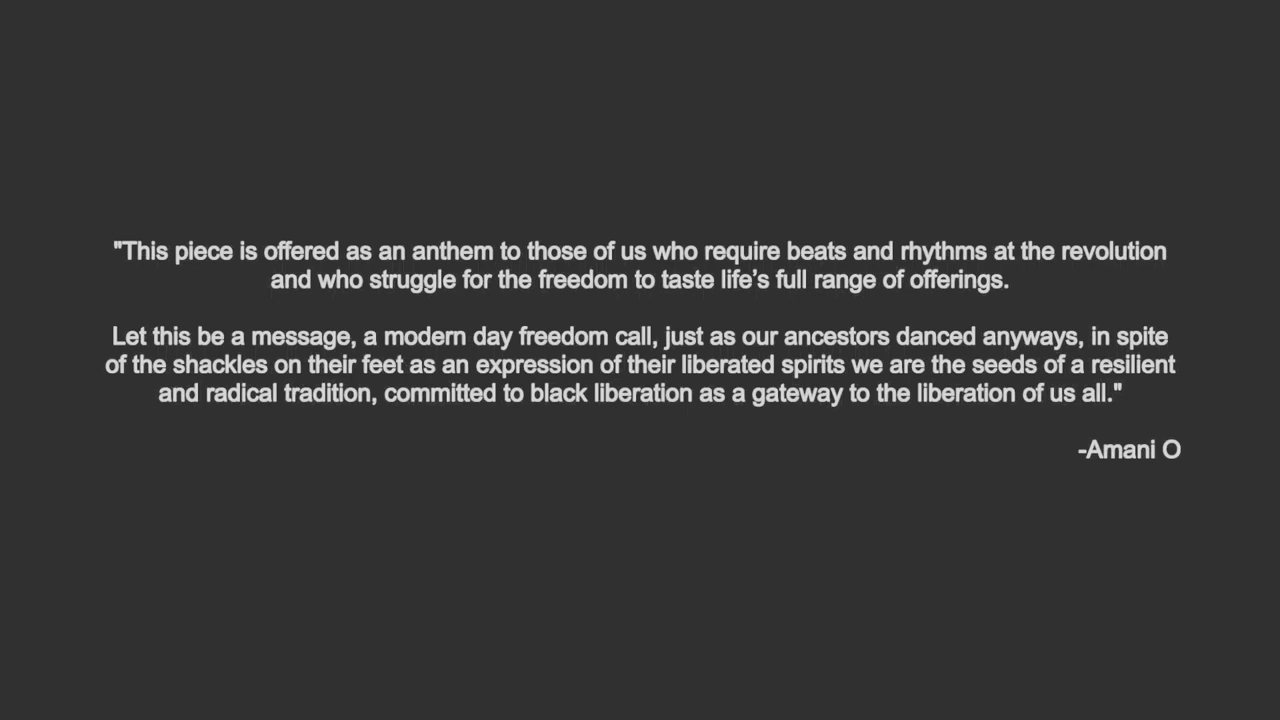 "This piece is offered as an anthem to those of us who require beats and rhythms at the revolution
and who struggle for the freedom to taste life’s full range of offerings.
Let this be a message, a modern day freedom call, just as our ancestors danced anyways, in spite
of the shackles on their feet as an expression of their liberated spirits we are the seeds of a resilient
and radical tradition, committed to black liberation as a gateway to the liberation of us all."
-Amani O